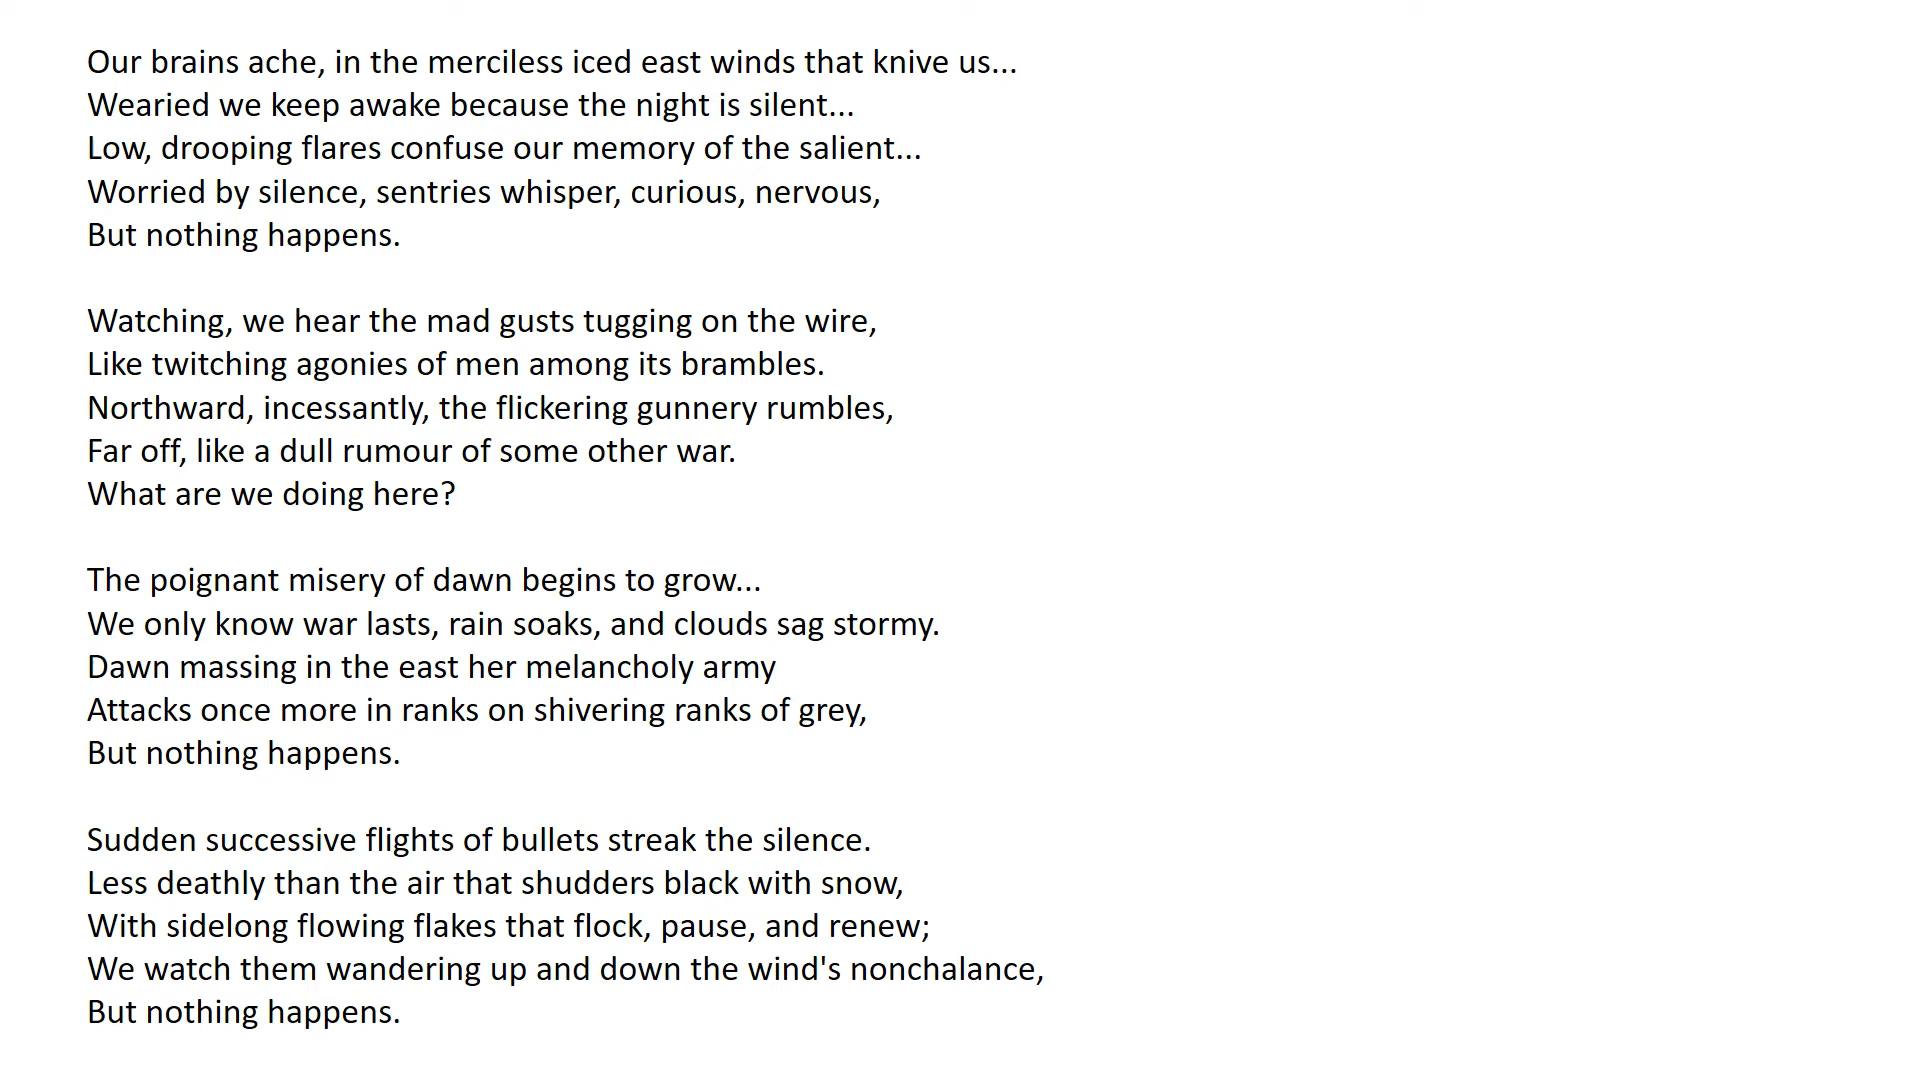 Our brains ache, in the merciless iced east winds that knive us...
Wearied we keep awake because the night is silent...
Low, drooping flares confuse our memory of the salient...
Worried by silence, sentries whisper, curious, nervous,
But nothing happens.

Watching, we hear the mad gusts tugging on the wire,
Like twitching agonies of men among its brambles.
Northward, incessantly, the flickering gunnery rumbles,
Far off, like a dull rumour of some other war.
What are we doing here?

The poignant misery of dawn begins to grow...
We only know war lasts, rain soaks, and clouds sag stormy.
Dawn massing in the east her melancholy army
Attacks once more in ranks on shivering ranks of grey,
But nothing happens.

Sudden successive flights of bullets streak the silence.
Less deathly than the air that shudders black with snow,
With sidelong flowing flakes that flock, pause, and renew;
We watch them wandering up and down the wind's nonchalance,
But nothing happens.